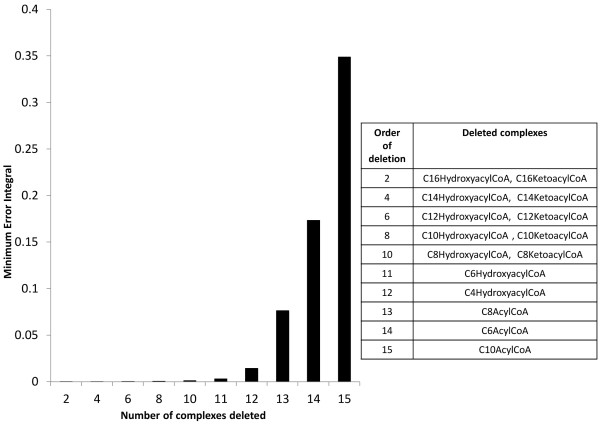 0.4
0.35
0.3
0.25
0.2
0.15
0.1
0.05
0
Minimum Error Integral
2 4 6 8 10 11 12 13 14 15
Number of complexes deleted
Order of deletion Deleted complexes
2 C16HydroxyacylCoA, C16KetoacylCoA
4 C14HydroxyacylCoA, C14KetoacylCoA
6 C12HydroxyacylCoA, C12KetoacylCoA
8 C10HydroxyacylCoA , C10KetoacylCoA
10 C8HydroxyacylCoA, C8KetoacylCoA
11 C6HydroxyacylCoA
12 C4HydroxyacylCoA
13 C8AcylCoA
14 C6AcylCoA
15 C10AcylCoA